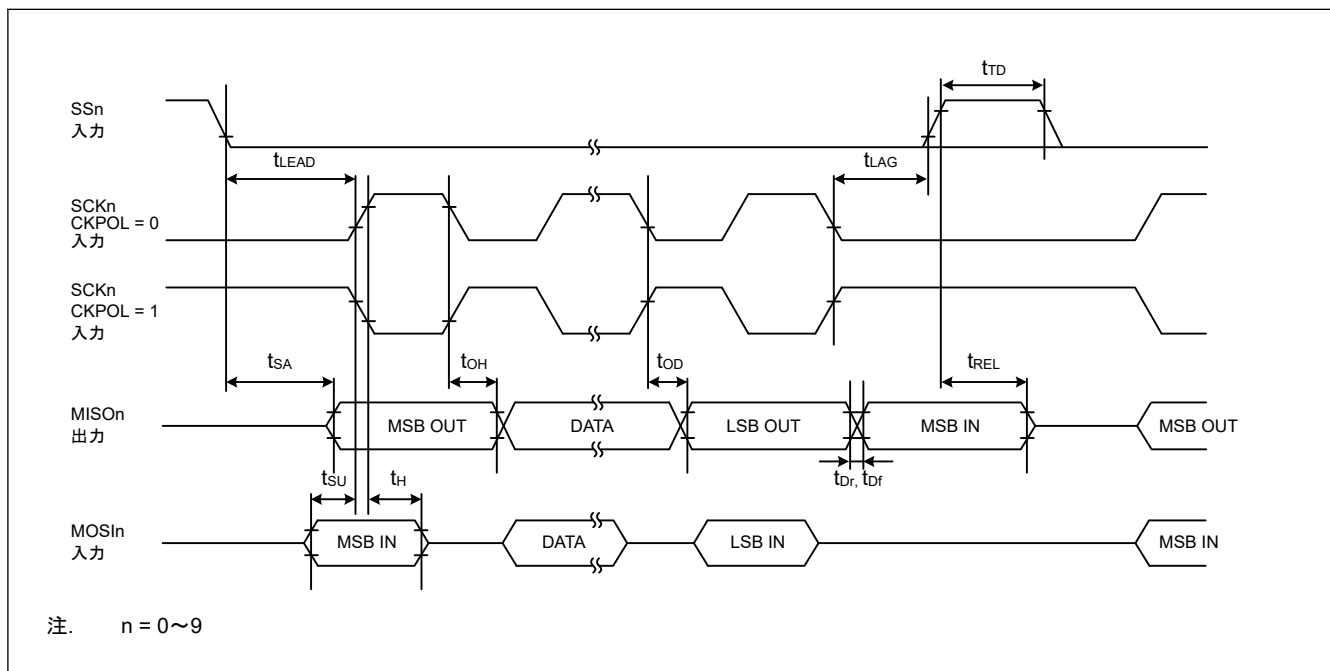 tTD
SSn
入力
tLEAD
tLAG
SCKn
CKPOL = 0
入力
SCKn
CKPOL = 1
入力
tSA
tOH
tOD
tREL
MISOn
出力
MSB OUT
DATA
LSB OUT
MSB IN
MSB OUT
tSU
tH
tDr, tDf
MOSIn
入力
MSB IN
DATA
LSB IN
MSB IN
注. n = 0～9